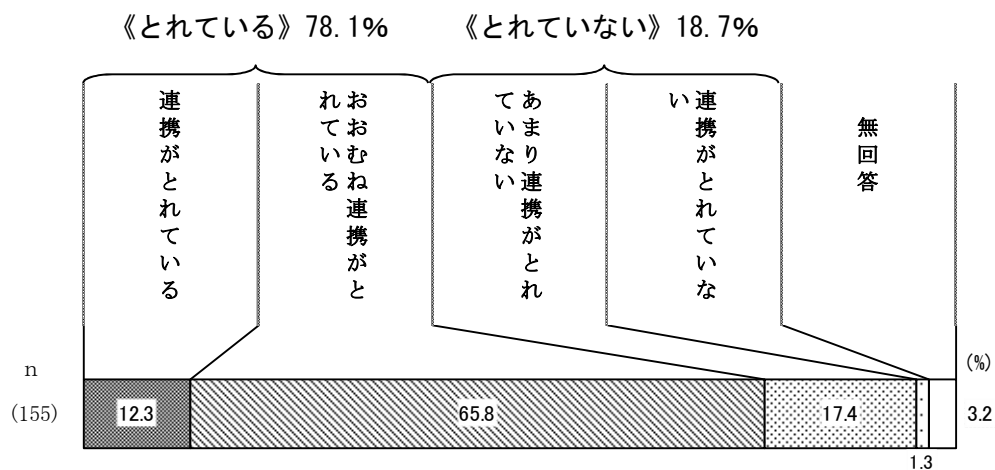 《とれている》78.1%
《とれていない》18.7%
連携がとれている
おおむね連携がと
れている
あまり連携がとれ
ていない
連携がとれていな
い
無回答
(%)
n
(155)
12.3
65.8
17.4
1.3
3.2